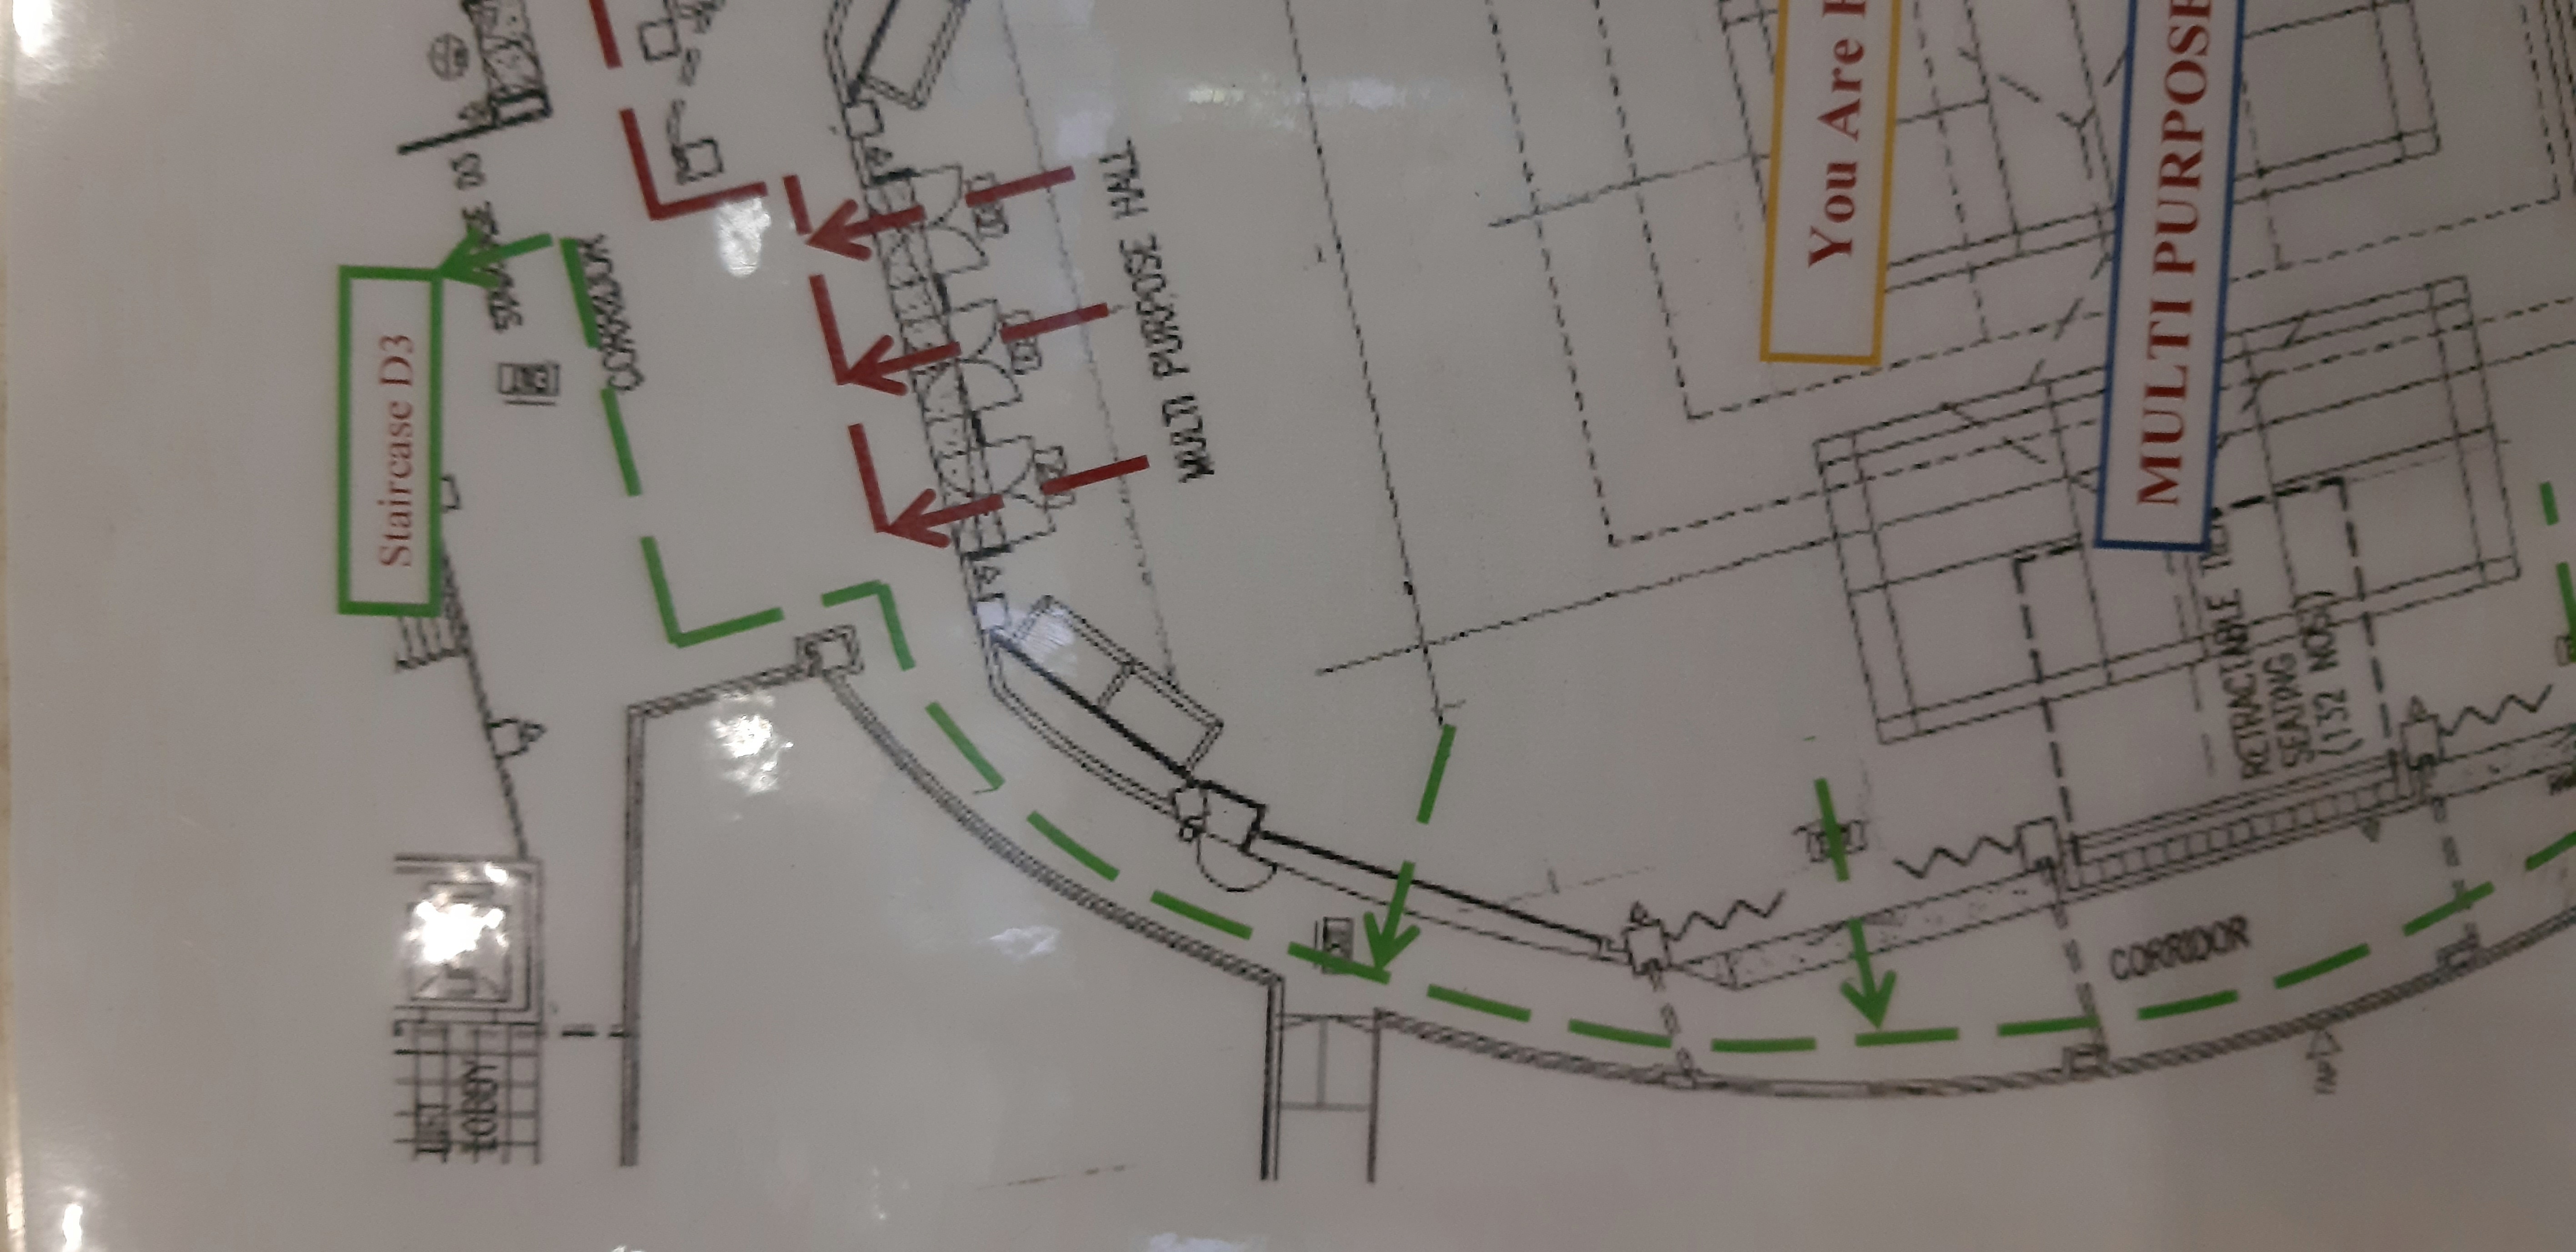 Staircase D3
LIFT
LOBBY
STAIRCASE D3
CORRIDOR
MULTI PURPOSE HALL
EXIT
You Are
MULTI PURPOSE
CORRIDOR
RETRACTABLE
SEATING
(132 NOS)